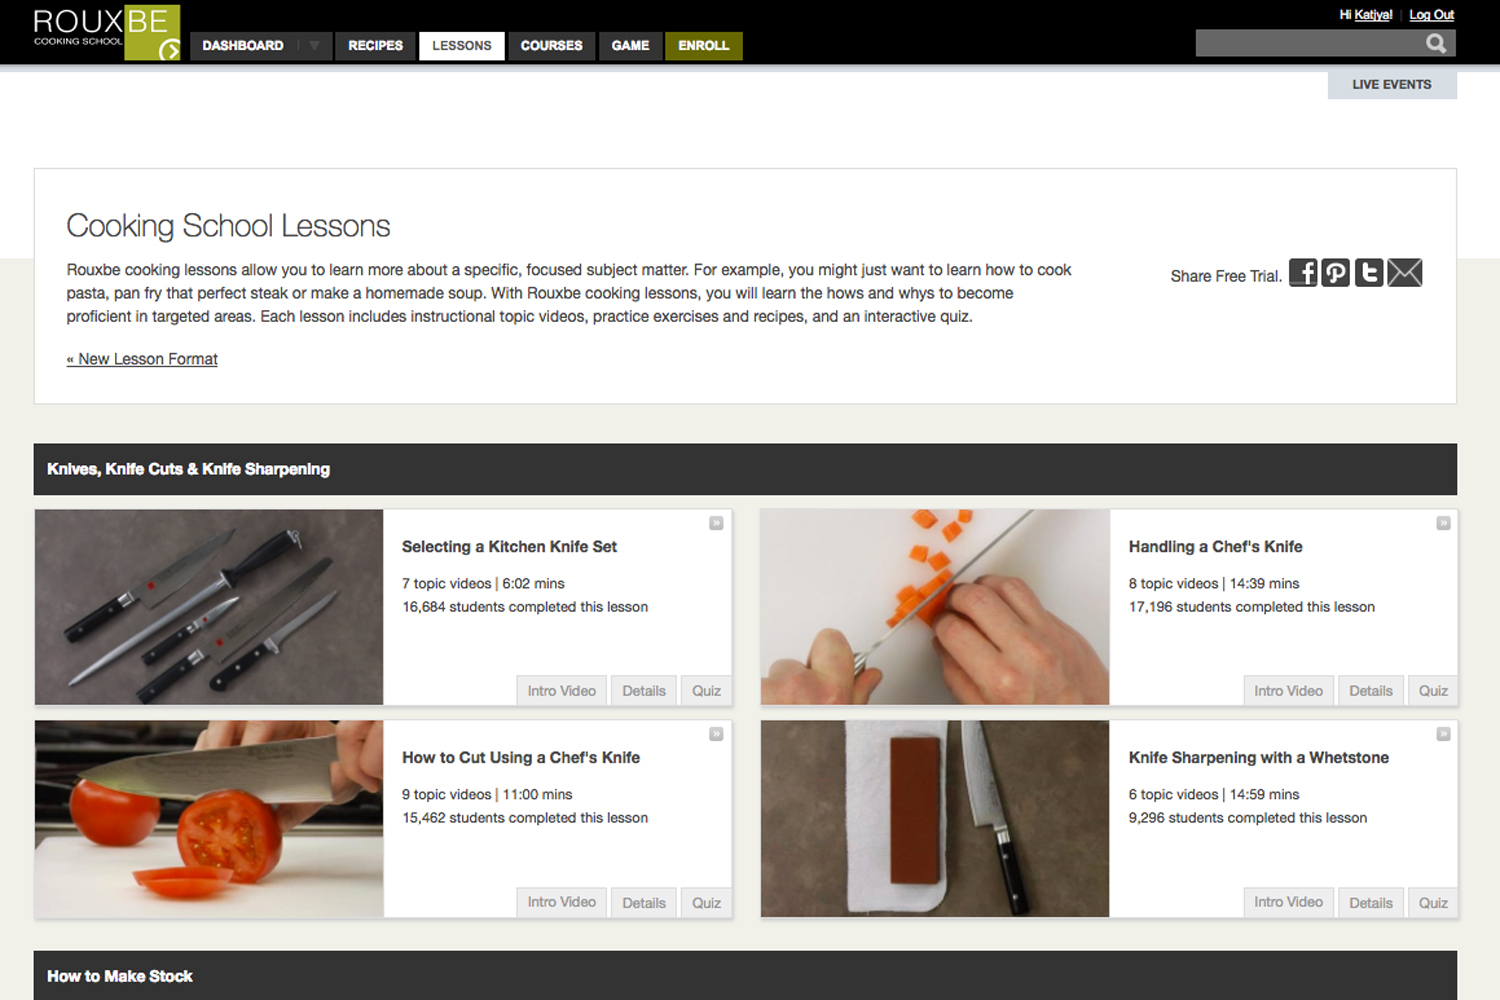 ROUXBE
COOKING SCHOOL
Hi Katjya! | Log Out
DASHBOARD
RECIPES
LESSONS
COURSES
GAME
ENROLL
LIVE EVENTS
Cooking School Lessons
Rouxbe cooking lessons allow you to learn more about a specific, focused subject matter. For example, you might just want to learn how to cook
pasta, pan fry that perfect steak or make a homemade soup. With Rouxbe cooking lessons, you will learn the hows and whys to become
proficient in targeted areas. Each lesson includes instructional topic videos, practice exercises and recipes, and an interactive quiz.
Share Free Trial.
« New Lesson Format
Knives, Knife Cuts & Knife Sharpening
Selecting a Kitchen Knife Set
7 topic videos | 6:02 mins
16,684 students completed this lesson
Intro Video
Details
Quiz
Handling a Chef's Knife
8 topic videos | 14:39 mins
17,196 students completed this lesson
Intro Video
Details
Quiz
How to Cut Using a Chef's Knife
9 topic videos | 11:00 mins
15,462 students completed this lesson
Intro Video
Details
Quiz
Knife Sharpening with a Whetstone
6 topic videos | 14:59 mins
9,296 students completed this lesson
Intro Video
Details
Quiz
How to Make Stock